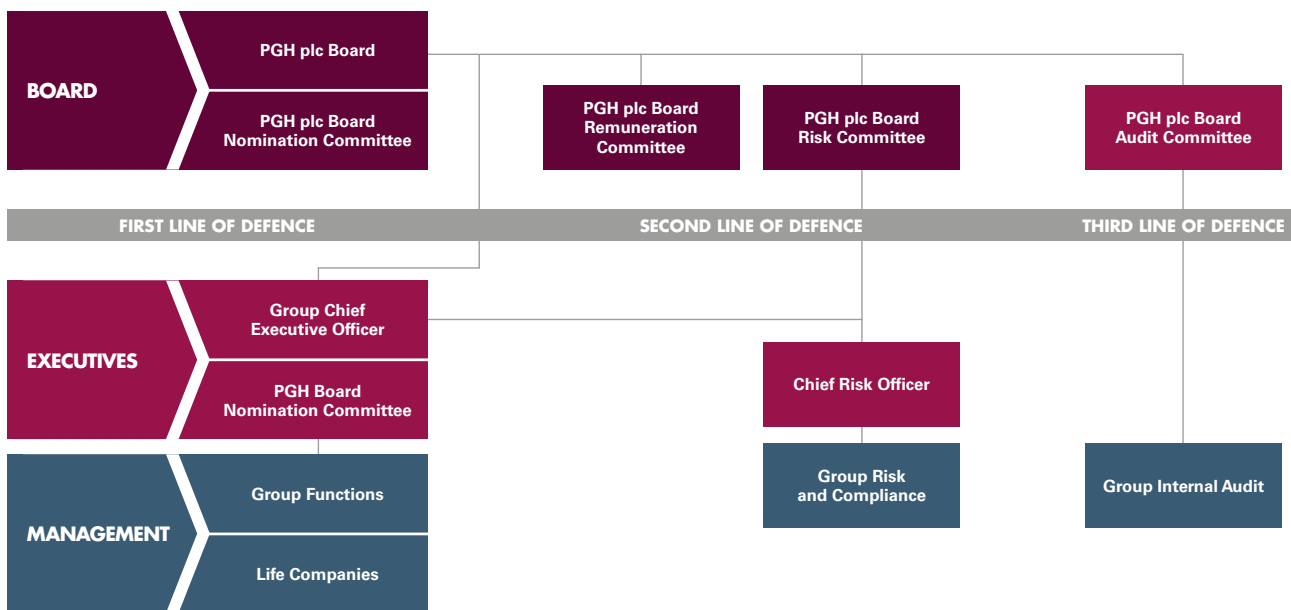 BOARD
PGH plc Board
PGH plc Board
Nomination Committee
PGH plc Board
Remuneration
Committee
PGH plc Board
Risk Committee
PGH plc Board
Audit Committee
FIRST LINE OF DEFENCE
SECOND LINE OF DEFENCE
THIRD LINE OF DEFENCE
EXECUTIVES
Group Chief
Executive Officer
PGH Board
Nomination Committee
Chief Risk Officer
MANAGEMENT
Group Functions
Life Companies
Group Risk
and Compliance
Group Internal Audit